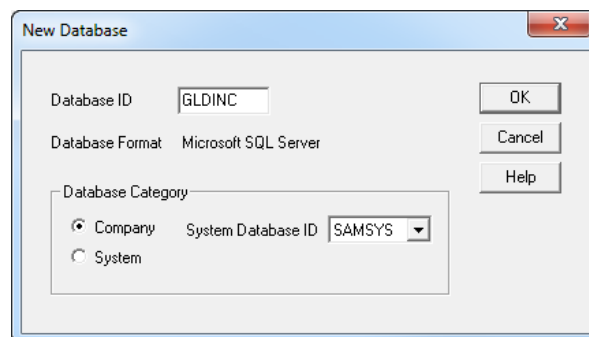 New Database
Database ID GLDINC OK
Database Format Microsoft SQL Server Cancel
Help
Database Category
Company System Database ID SAMSYS
System